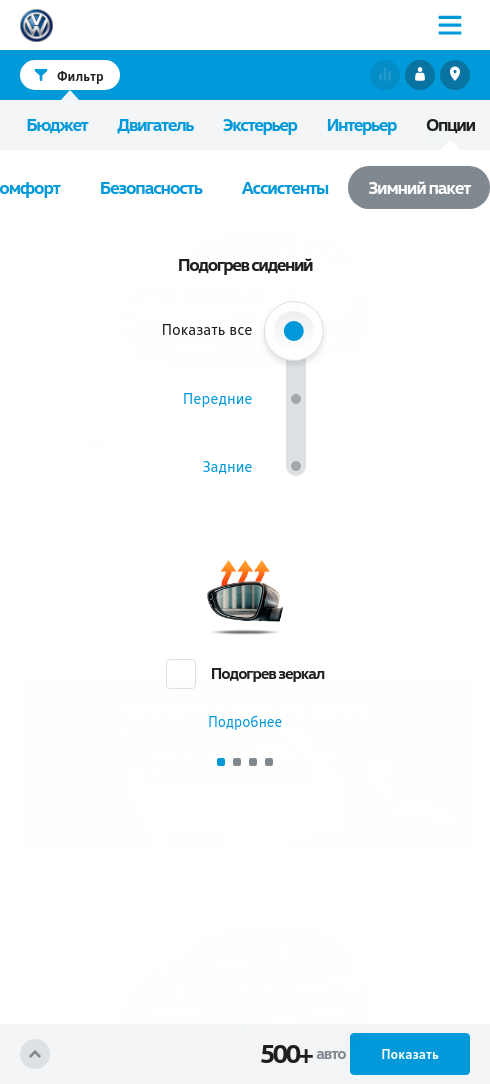 Фильтр
Бюджет Двигатель Экстерьер Интерьер Опции
омфорт Безопасность Ассистенты Зимний пакет
Подогрев сидений
Показать все
Передние
Задние
Подогрев зеркал
Подробнее
500+ авто Показать